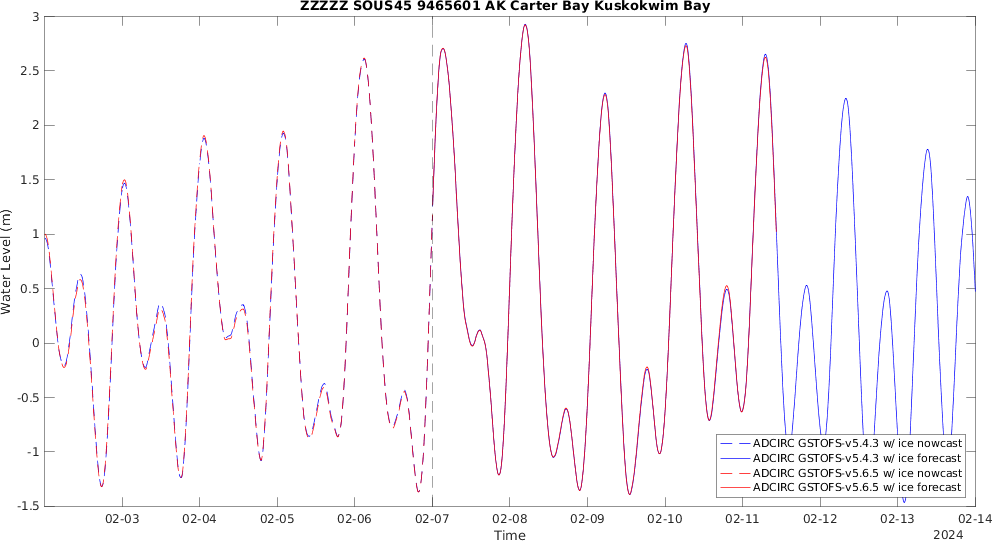 ZZZZZ SOUS45 9465601 AK Carter Bay Kuskokwim Bay
Water Level (m)
3
2.5
2
1.5
1
0.5
0
-0.5
-1
-1.5
ADCIRC GSTOFS-v5.4.3 w/ ice nowcast
ADCIRC GSTOFS-v5.4.3 w/ ice forecast
ADCIRC GSTOFS-v5.6.5 w/ ice nowcast
ADCIRC GSTOFS-v5.6.5 w/ ice forecast
02-03 02-04 02-05 02-06 02-07 02-08 02-09 02-10 02-11 02-12 02-13 02-14
Time
2024